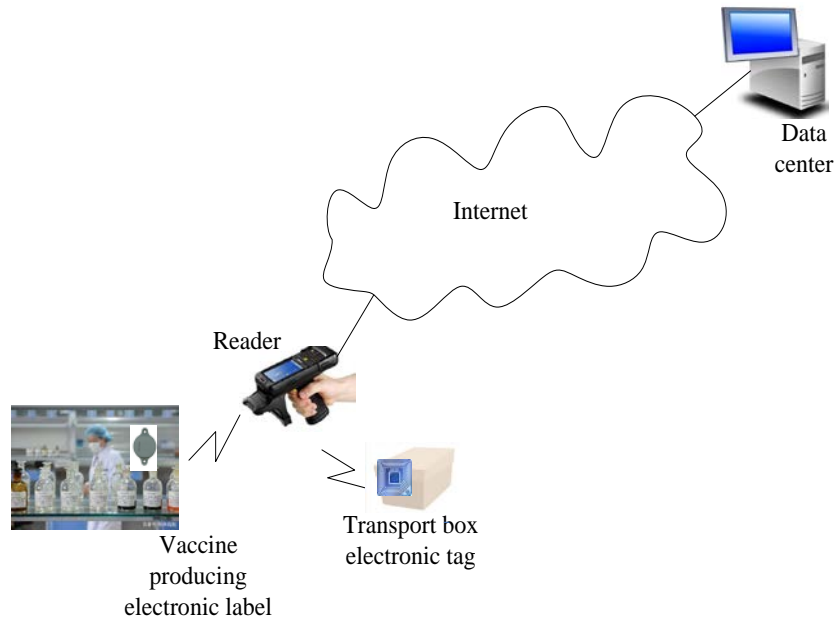 Data
center
Internet
Reader
Transport box
electronic tag
Vaccine
producing
electronic label